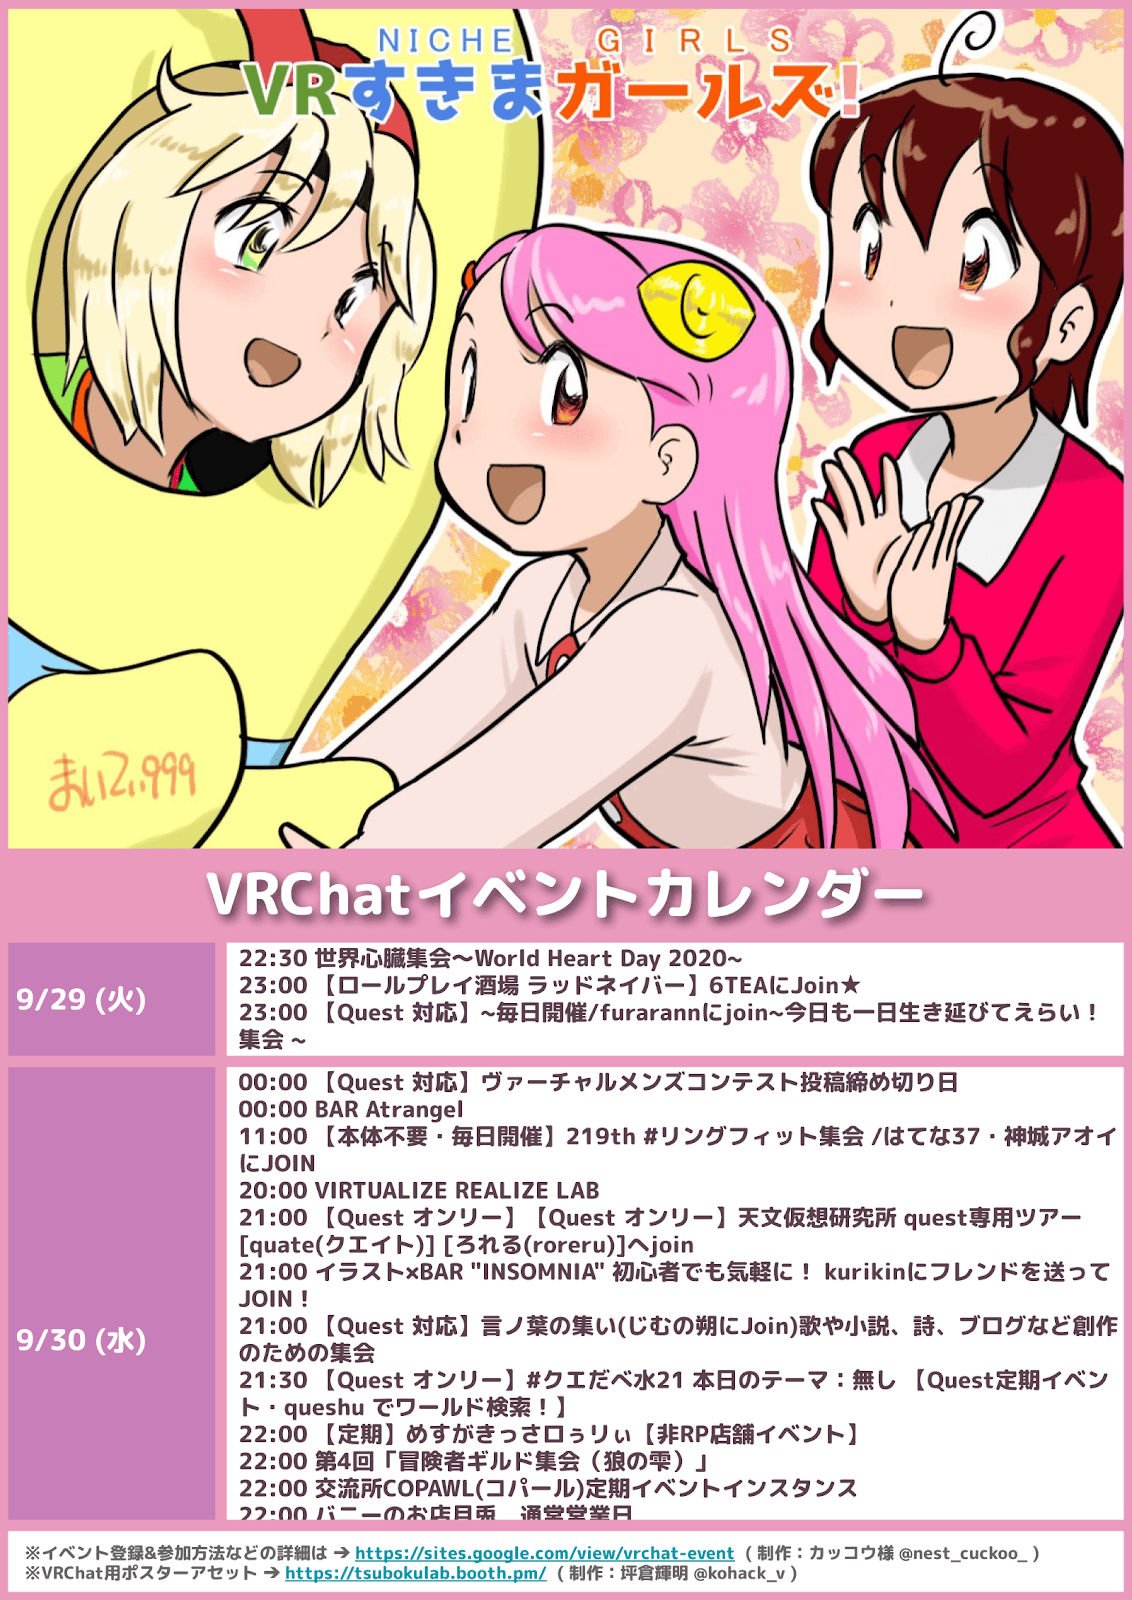 NICHE GIRLS
VRすきまガールズ!
まいてい999
VRChatイベントカレンダー
9/29 (火)
22:30 世界心臓集会～World Heart Day 2020~
23:00 【ロールプレイ酒場 ラッドネイバー】6TEAにJoin★
23:00 【Quest 対応】~毎日開催/furarannにjoin~今日も一日生き延びてえらい！
集会 ~
9/30 (水)
00:00 【Quest 対応】ヴァーチャルメンズコンテスト投稿締め切り日
00:00 BAR Atrangel
11:00 【本体不要・毎日開催】219th #リングフィット集会 /はてな37・神城アオイ
にJOIN
20:00 VIRTUALIZE REALIZE LAB
21:00 【Quest オンリー】【Quest オンリー】天文仮想研究所 quest専用ツアー
[quate(クエイト)] [ろれる(roreru)]へjoin
21:00 イラスト×BAR "INSOMNIA" 初心者でも気軽に！ kurikinにフレンドを送って
JOIN！
21:00 【Quest 対応】言ノ葉の集い(じむの朔にJoin)歌や小説、詩、ブログなど創作
のための集会
21:30 【Quest オンリー】#クエだべ水21 本日のテーマ：無し 【Quest定期イベン
ト・queshu でワールド検索！】
22:00 【定期】めすがきっさロぅリぃ【非RP店舗イベント】
22:00 第4回「冒険者ギルド集会（狼の雫）」
22:00 交流所COPAWL(コパール)定期イベントインスタンス
22:00 バニーのお店月兎　通常営業日
※イベント登録&参加方法などの詳細は ➔ https://sites.google.com/view/vrchat-event ( 制作：カッコウ様 @nest_cuckoo_ )
※VRChat用ポスターアセット ➔ https://tsubokulab.booth.pm/ ( 制作：坪倉輝明 @kohack_v )